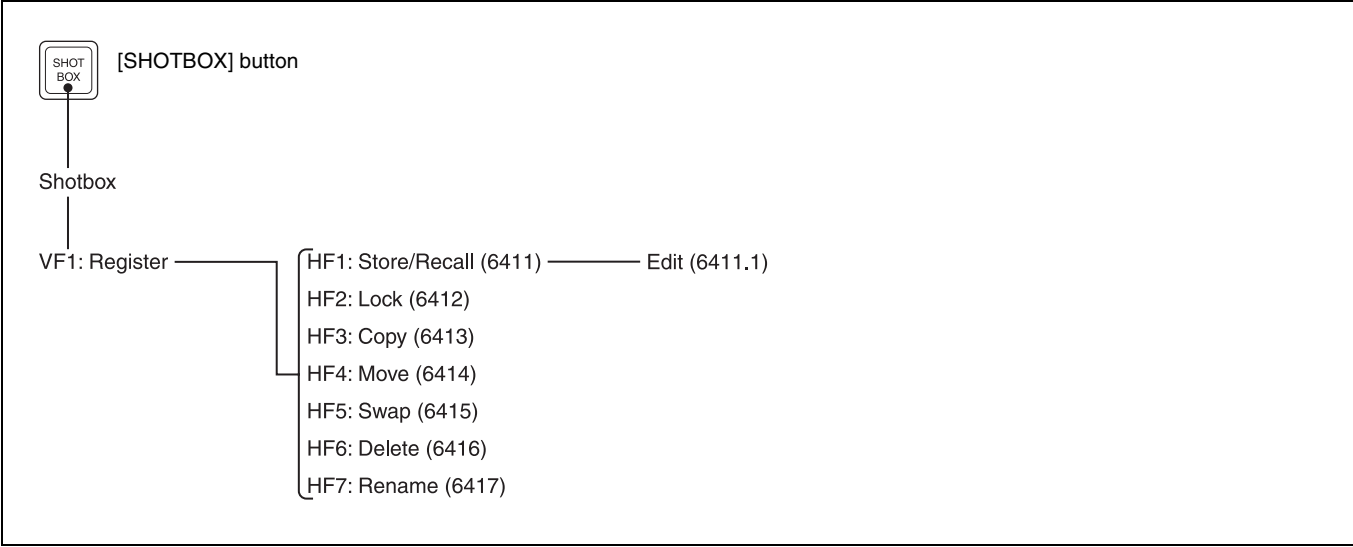 SHOT
BOX
[SHOTBOX] button
Shotbox
VF1: Register
HF1: Store/Recall (6411)
Edit (6411.1)
HF2: Lock (6412)
HF3: Copy (6413)
HF4: Move (6414)
HF5: Swap (6415)
HF6: Delete (6416)
HF7: Rename (6417)